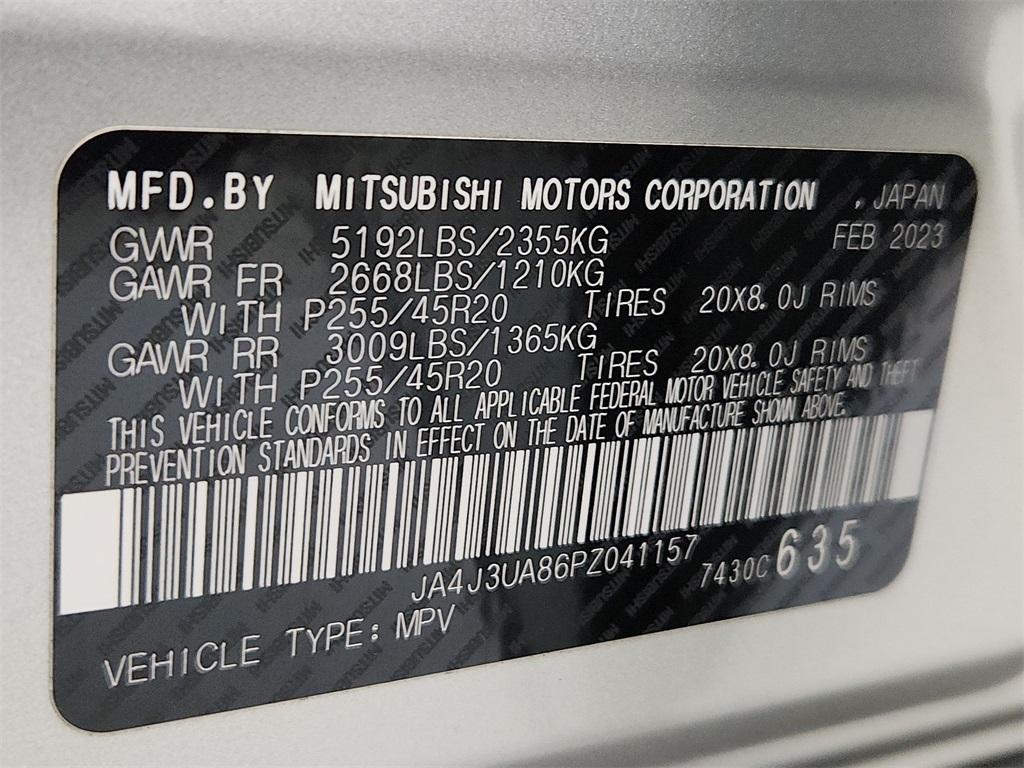 MFD.BY MITSUBISHI MOTORS CORPORATION , JAPAN
GVWR 5192LBS/2355KG FEB 2023
GAWR FR 2668LBS/1210KG
WITH P255/45R20 TIRES 20X8.0J RIMS
GAWR RR 3009LBS/1365KG
WITH P255/45R20 TIRES 20X8.0J RIMS
THIS VEHICLE CONFORMS TO ALL APPLICABLE FEDERAL MOTOR VEHICLE SAFETY AND THEFT
PREVENTION STANDARDS IN EFFECT ON THE DATE OF MANUFACTURE SHOWN ABOVE.
JA4J3UA86PZ041157 7430C 635
VEHICLE TYPE: MPV